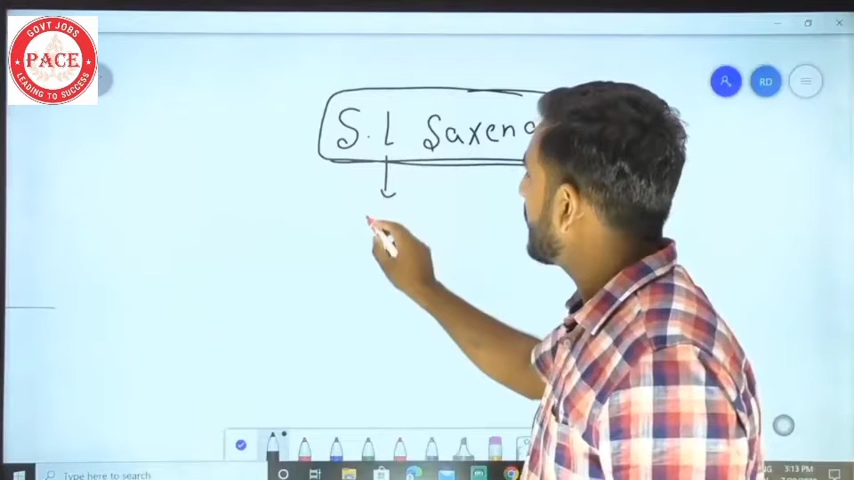 GOVT JOBS
PACE
LEADING TO SUCCESS
RD
S. L Saxena
Type here to search
3:13 PM